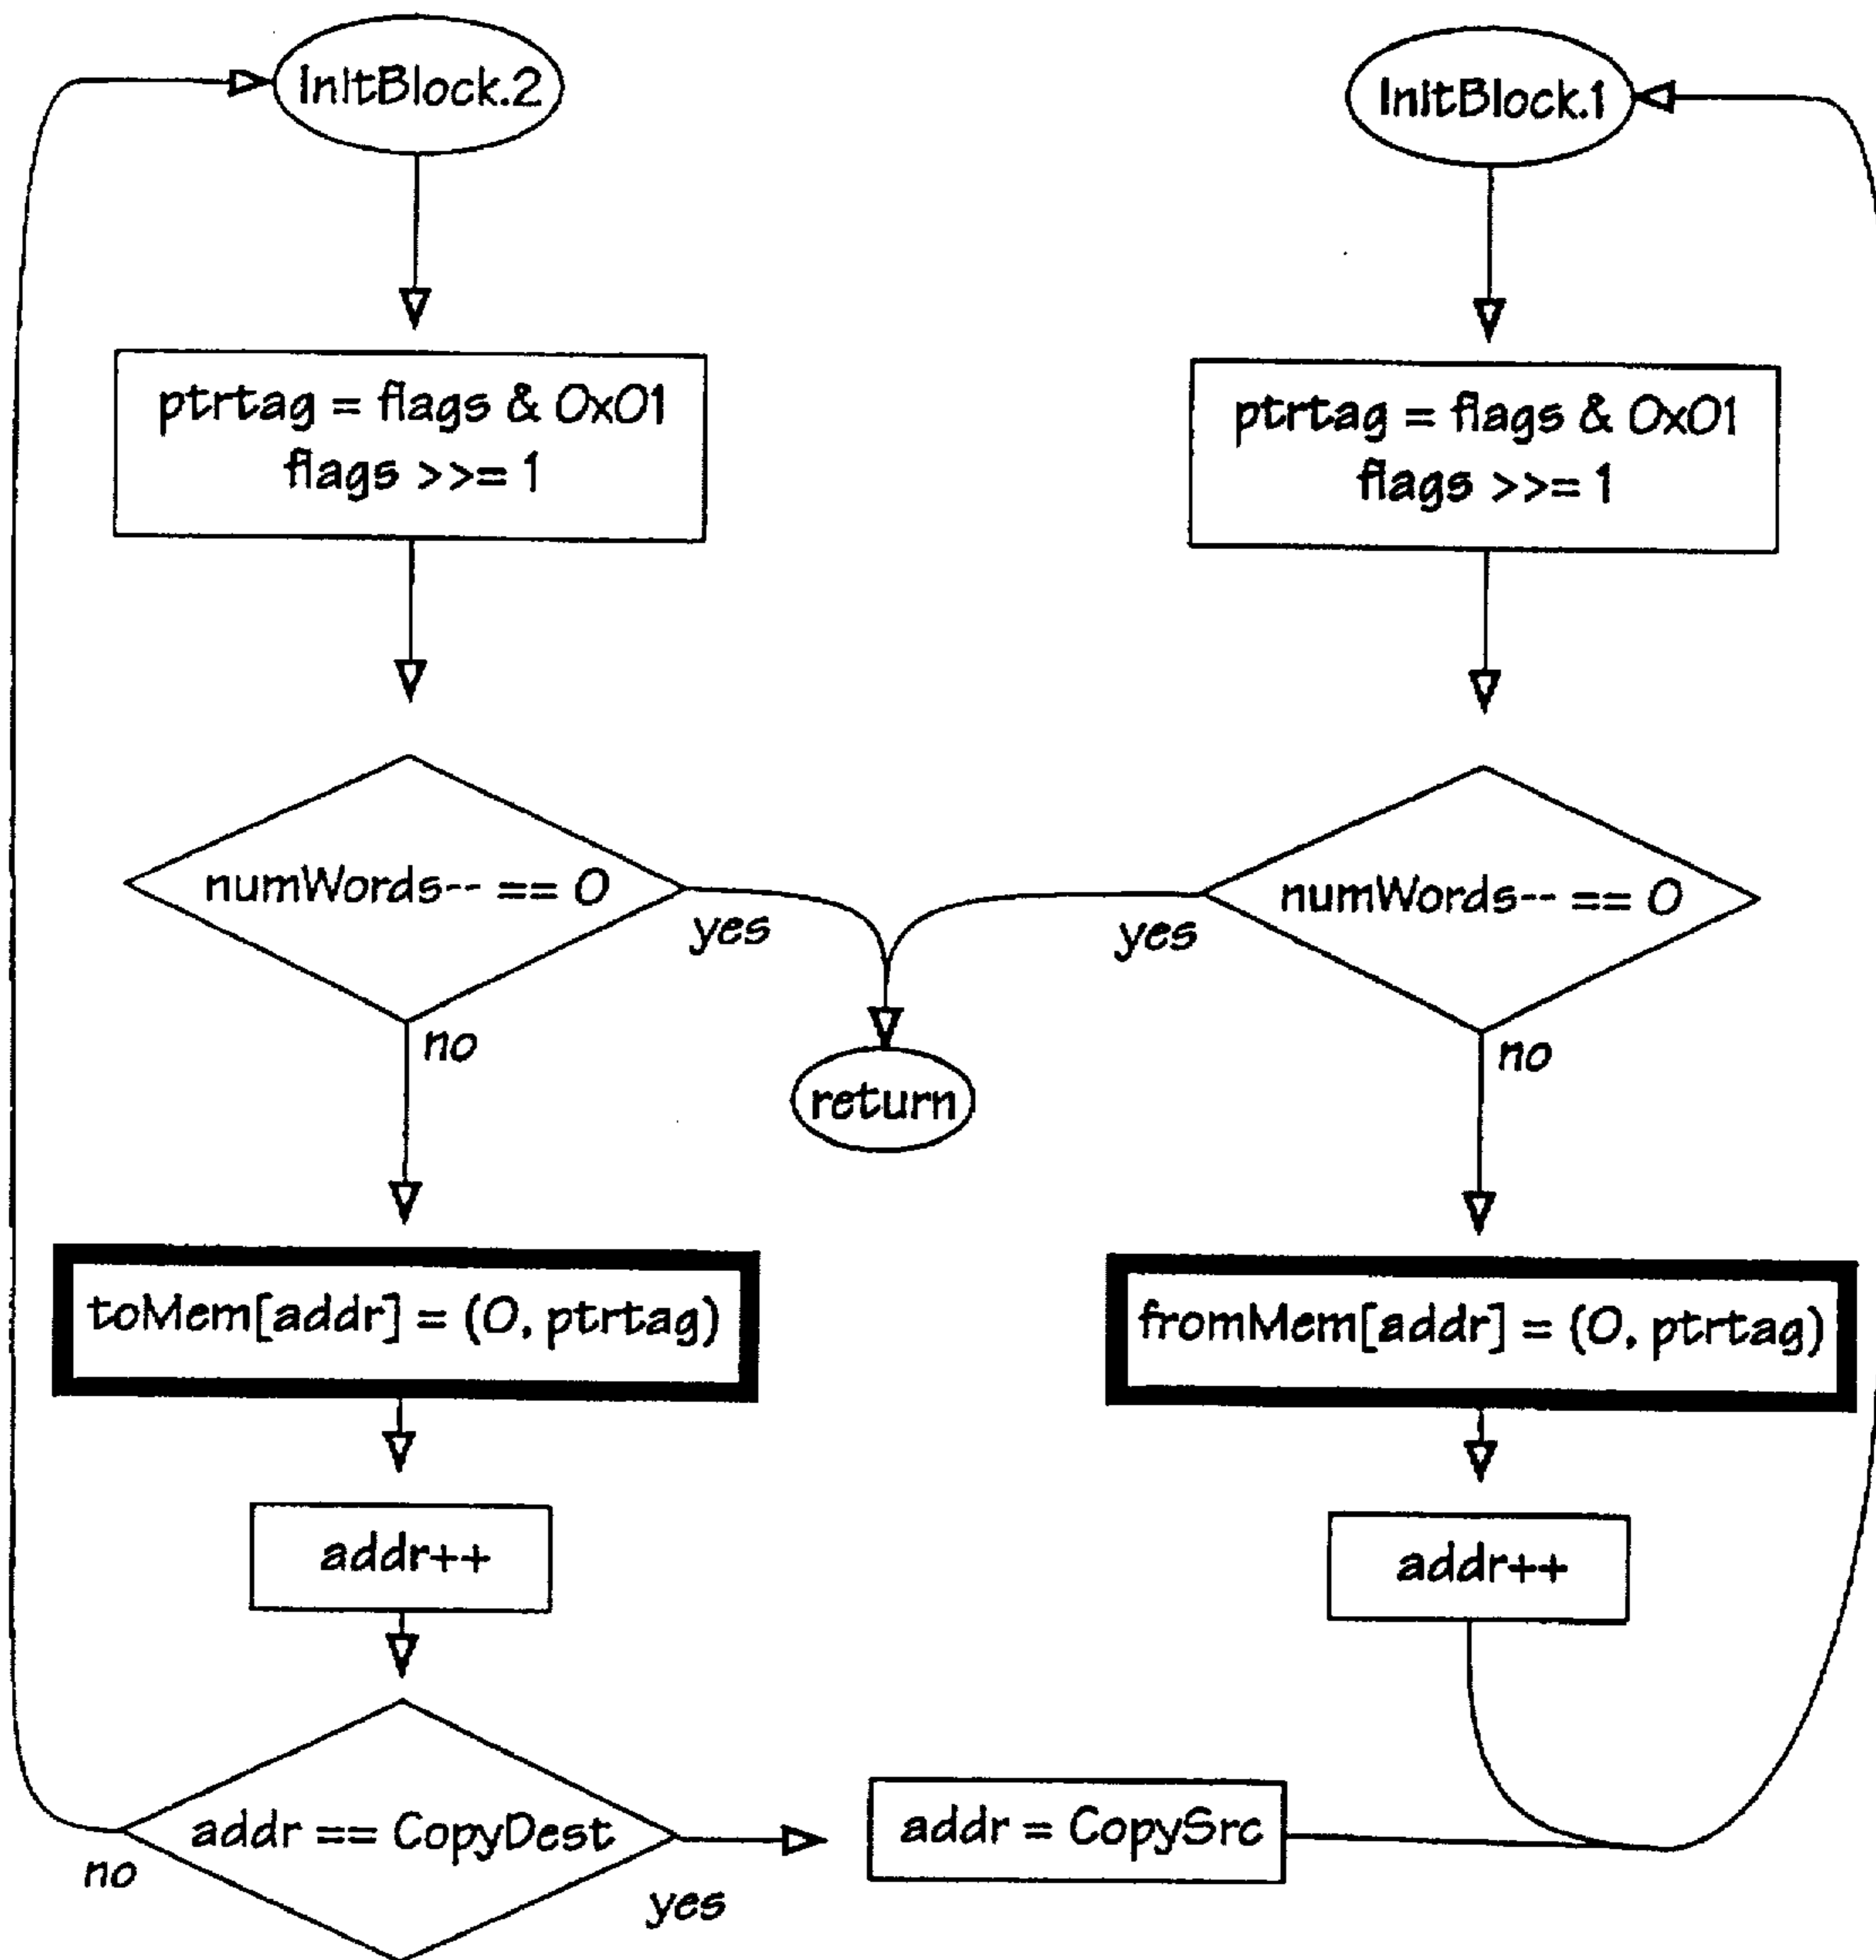 InitBlock.2
ptrtag = flags & 0x01
flags >>= 1
numWords-- == 0
yes
no
toMem[addr] = (0, ptrtag)
addr++
addr == CopyDest
no
yes
addr = CopySrc
return
InitBlock.1
ptrtag = flags & 0x01
flags >>= 1
numWords-- == 0
yes
no
fromMem[addr] = (0, ptrtag)
addr++